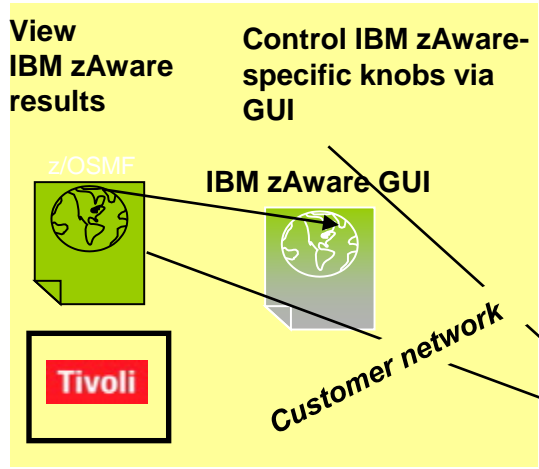 View
IBM zAware
results
Control IBM zAware-
specific knobs via
GUI
z/OSMF
IBM zAware GUI
Customer network
Tivoli